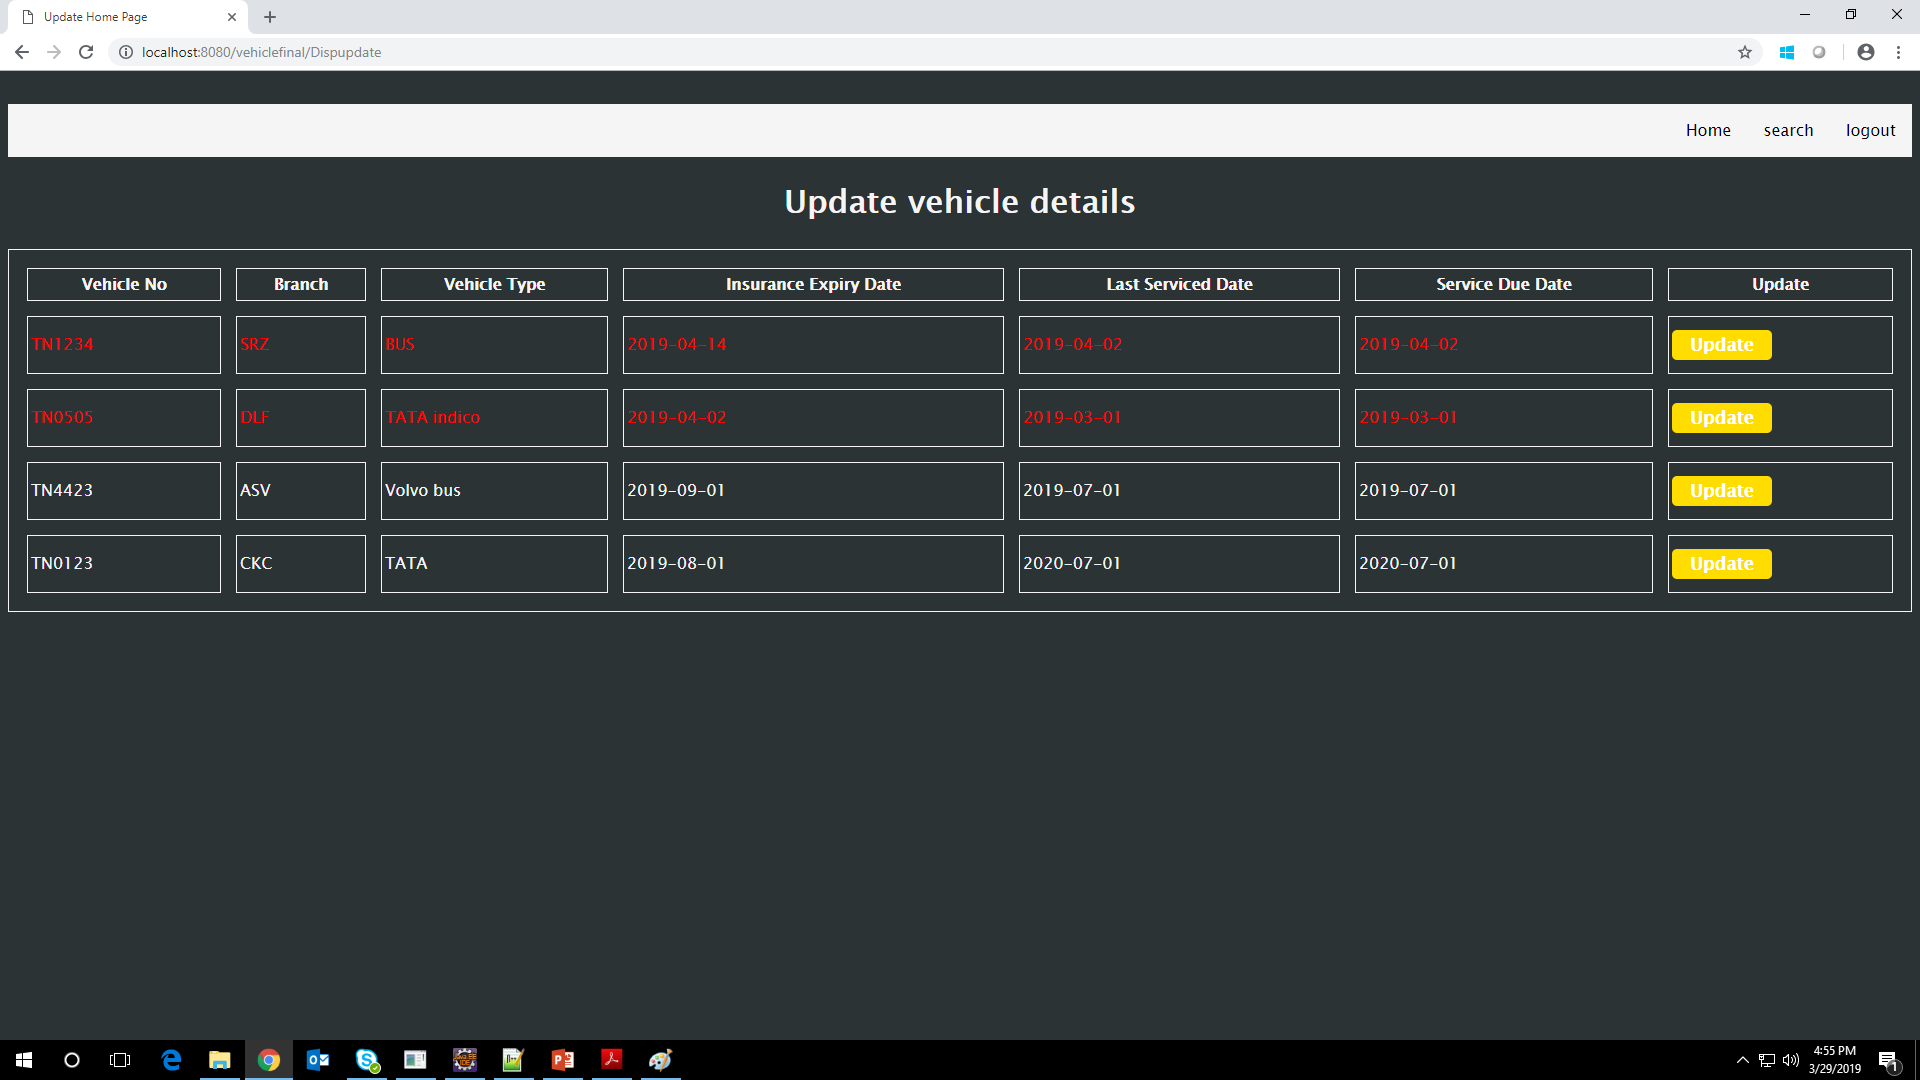 Update Home Page
localhost:8080/vehiclefinal/Dispupdate
Home search logout
Update vehicle details
Vehicle No Branch Vehicle Type Insurance Expiry Date Last Serviced Date Service Due Date Update
TN1234 SRZ BUS 2019-04-14 2019-04-02 2019-04-02 Update
TN0505 DLF TATA indico 2019-04-02 2019-03-01 2019-03-01 Update
TN4423 ASV Volvo bus 2019-09-01 2019-07-01 2019-07-01 Update
TN0123 CKC TATA 2019-08-01 2020-07-01 2020-07-01 Update
4:55 PM
3/29/2019
1